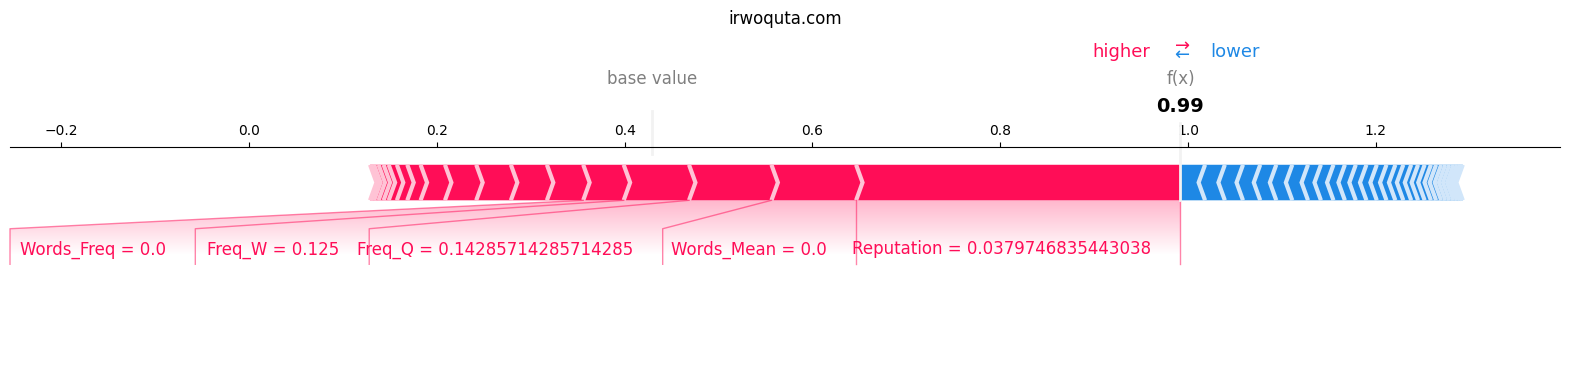 irwoquta.com
higher → ← lower
base value f(x)
0.99
−0.2 0.0 0.2 0.4 0.6 0.8 1.0 1.2
Words_Freq = 0.0 Freq_W = 0.125 Freq_Q = 0.14285714285714285 Words_Mean = 0.0 Reputation = 0.0379746835443038